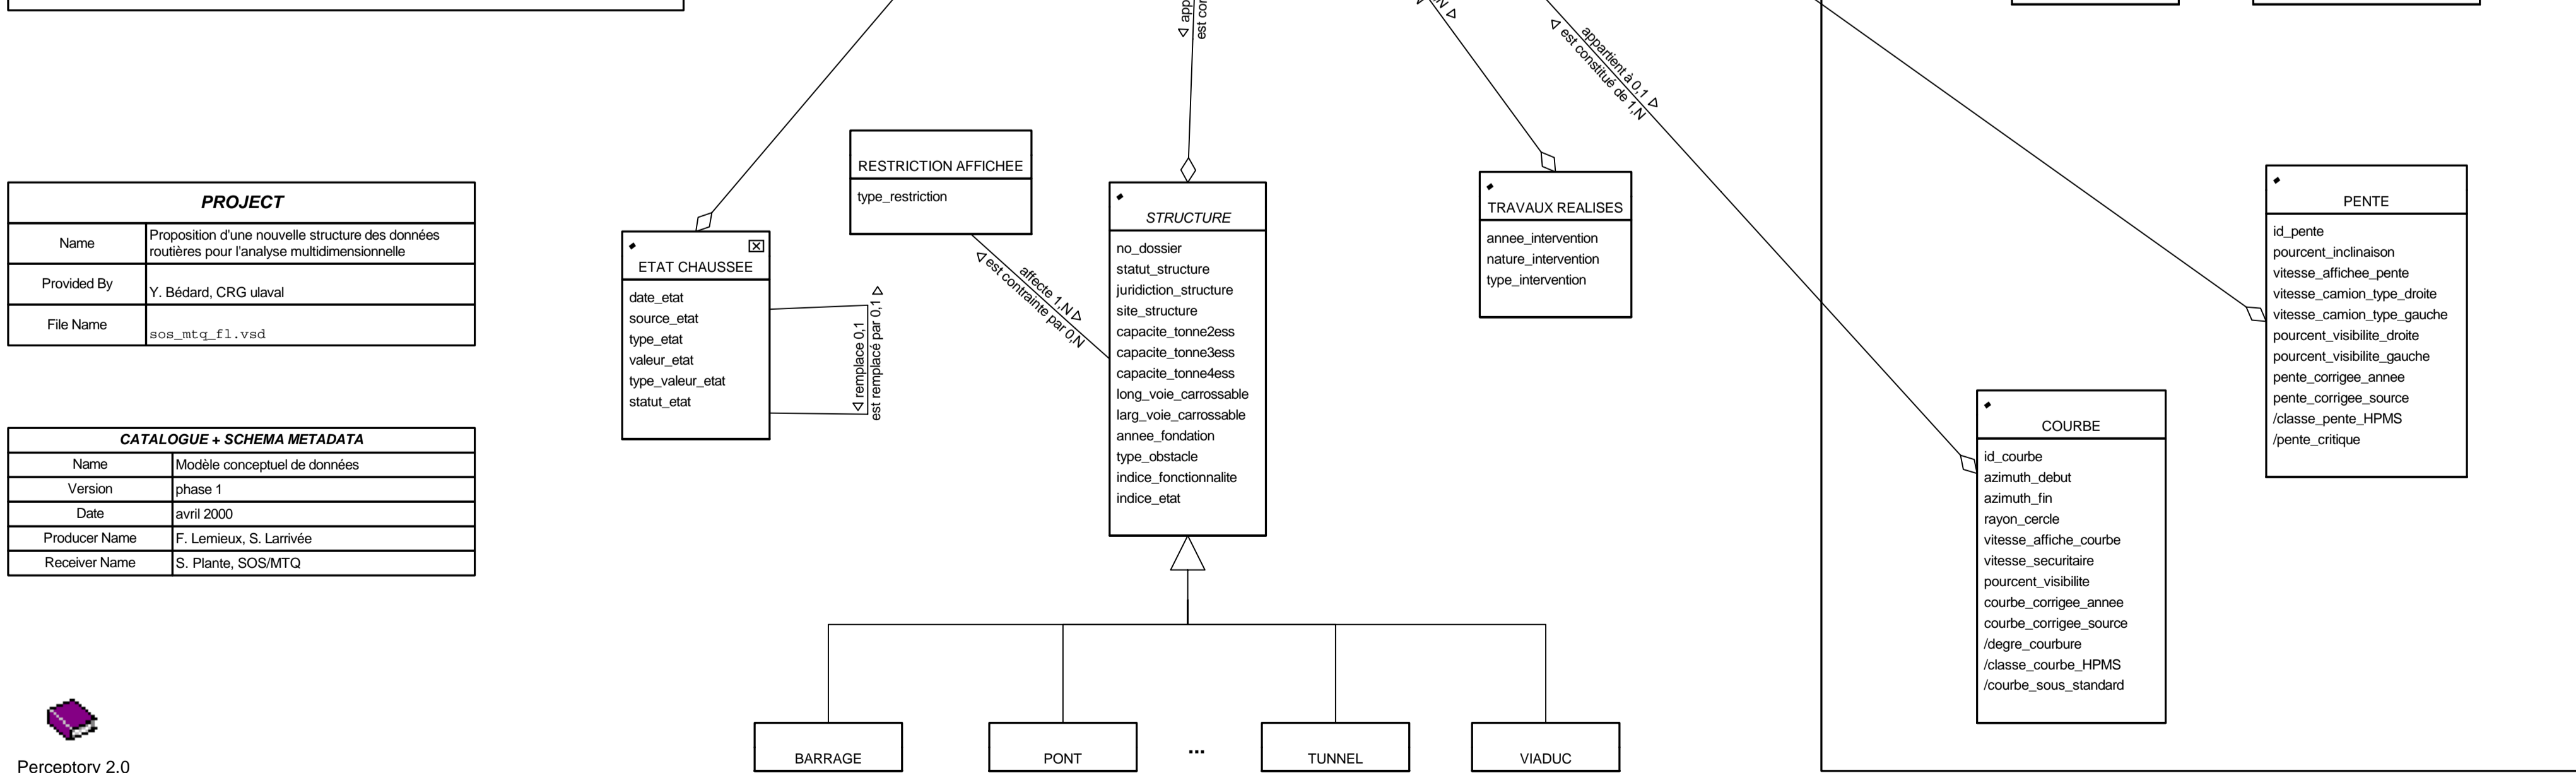 PROJECT
Name
Proposition d'une nouvelle structure des données
routières pour l'analyse multidimensionnelle
Provided By
Y. Bédard, CRG ulaval
File Name
sos_mtq_fl.vsd
CATALOGUE + SCHEMA METADATA
Name
Modèle conceptuel de données
Version
phase 1
Date
avril 2000
Producer Name
F. Lemieux, S. Larrivée
Receiver Name
S. Plante, SOS/MTQ
Perceptory 2.0
ETAT CHAUSSEE
date_etat
source_etat
type_etat
valeur_etat
type_valeur_etat
statut_etat
remplace 0,1
est remplacé par 0,1
RESTRICTION AFFICHEE
type_restriction
affecte 1,N
est contrainte par 0,N
STRUCTURE
no_dossier
statut_structure
juridiction_structure
site_structure
capacite_tonne2ess
capacite_tonne3ess
capacite_tonne4ess
long_voie_carrossable
larg_voie_carrossable
annee_fondation
type_obstacle
indice_fonctionnalite
indice_etat
BARRAGE
PONT
...
TUNNEL
VIADUC
TRAVAUX REALISES
annee_intervention
nature_intervention
type_intervention
appartient à 0,1
est constitué de 1,N
COURBE
id_courbe
azimuth_debut
azimuth_fin
rayon_cercle
vitesse_affiche_courbe
vitesse_securitaire
pourcent_visibilite
courbe_corrigee_annee
courbe_corrigee_source
/degre_courbure
/classe_courbe_HPMS
/courbe_sous_standard
PENTE
id_pente
pourcent_inclinaison
vitesse_affichee_pente
vitesse_camion_type_droite
vitesse_camion_type_gauche
pourcent_visibilite_droite
pourcent_visibilite_gauche
pente_corrigee_annee
pente_corrigee_source
/classe_pente_HPMS
/pente_critique